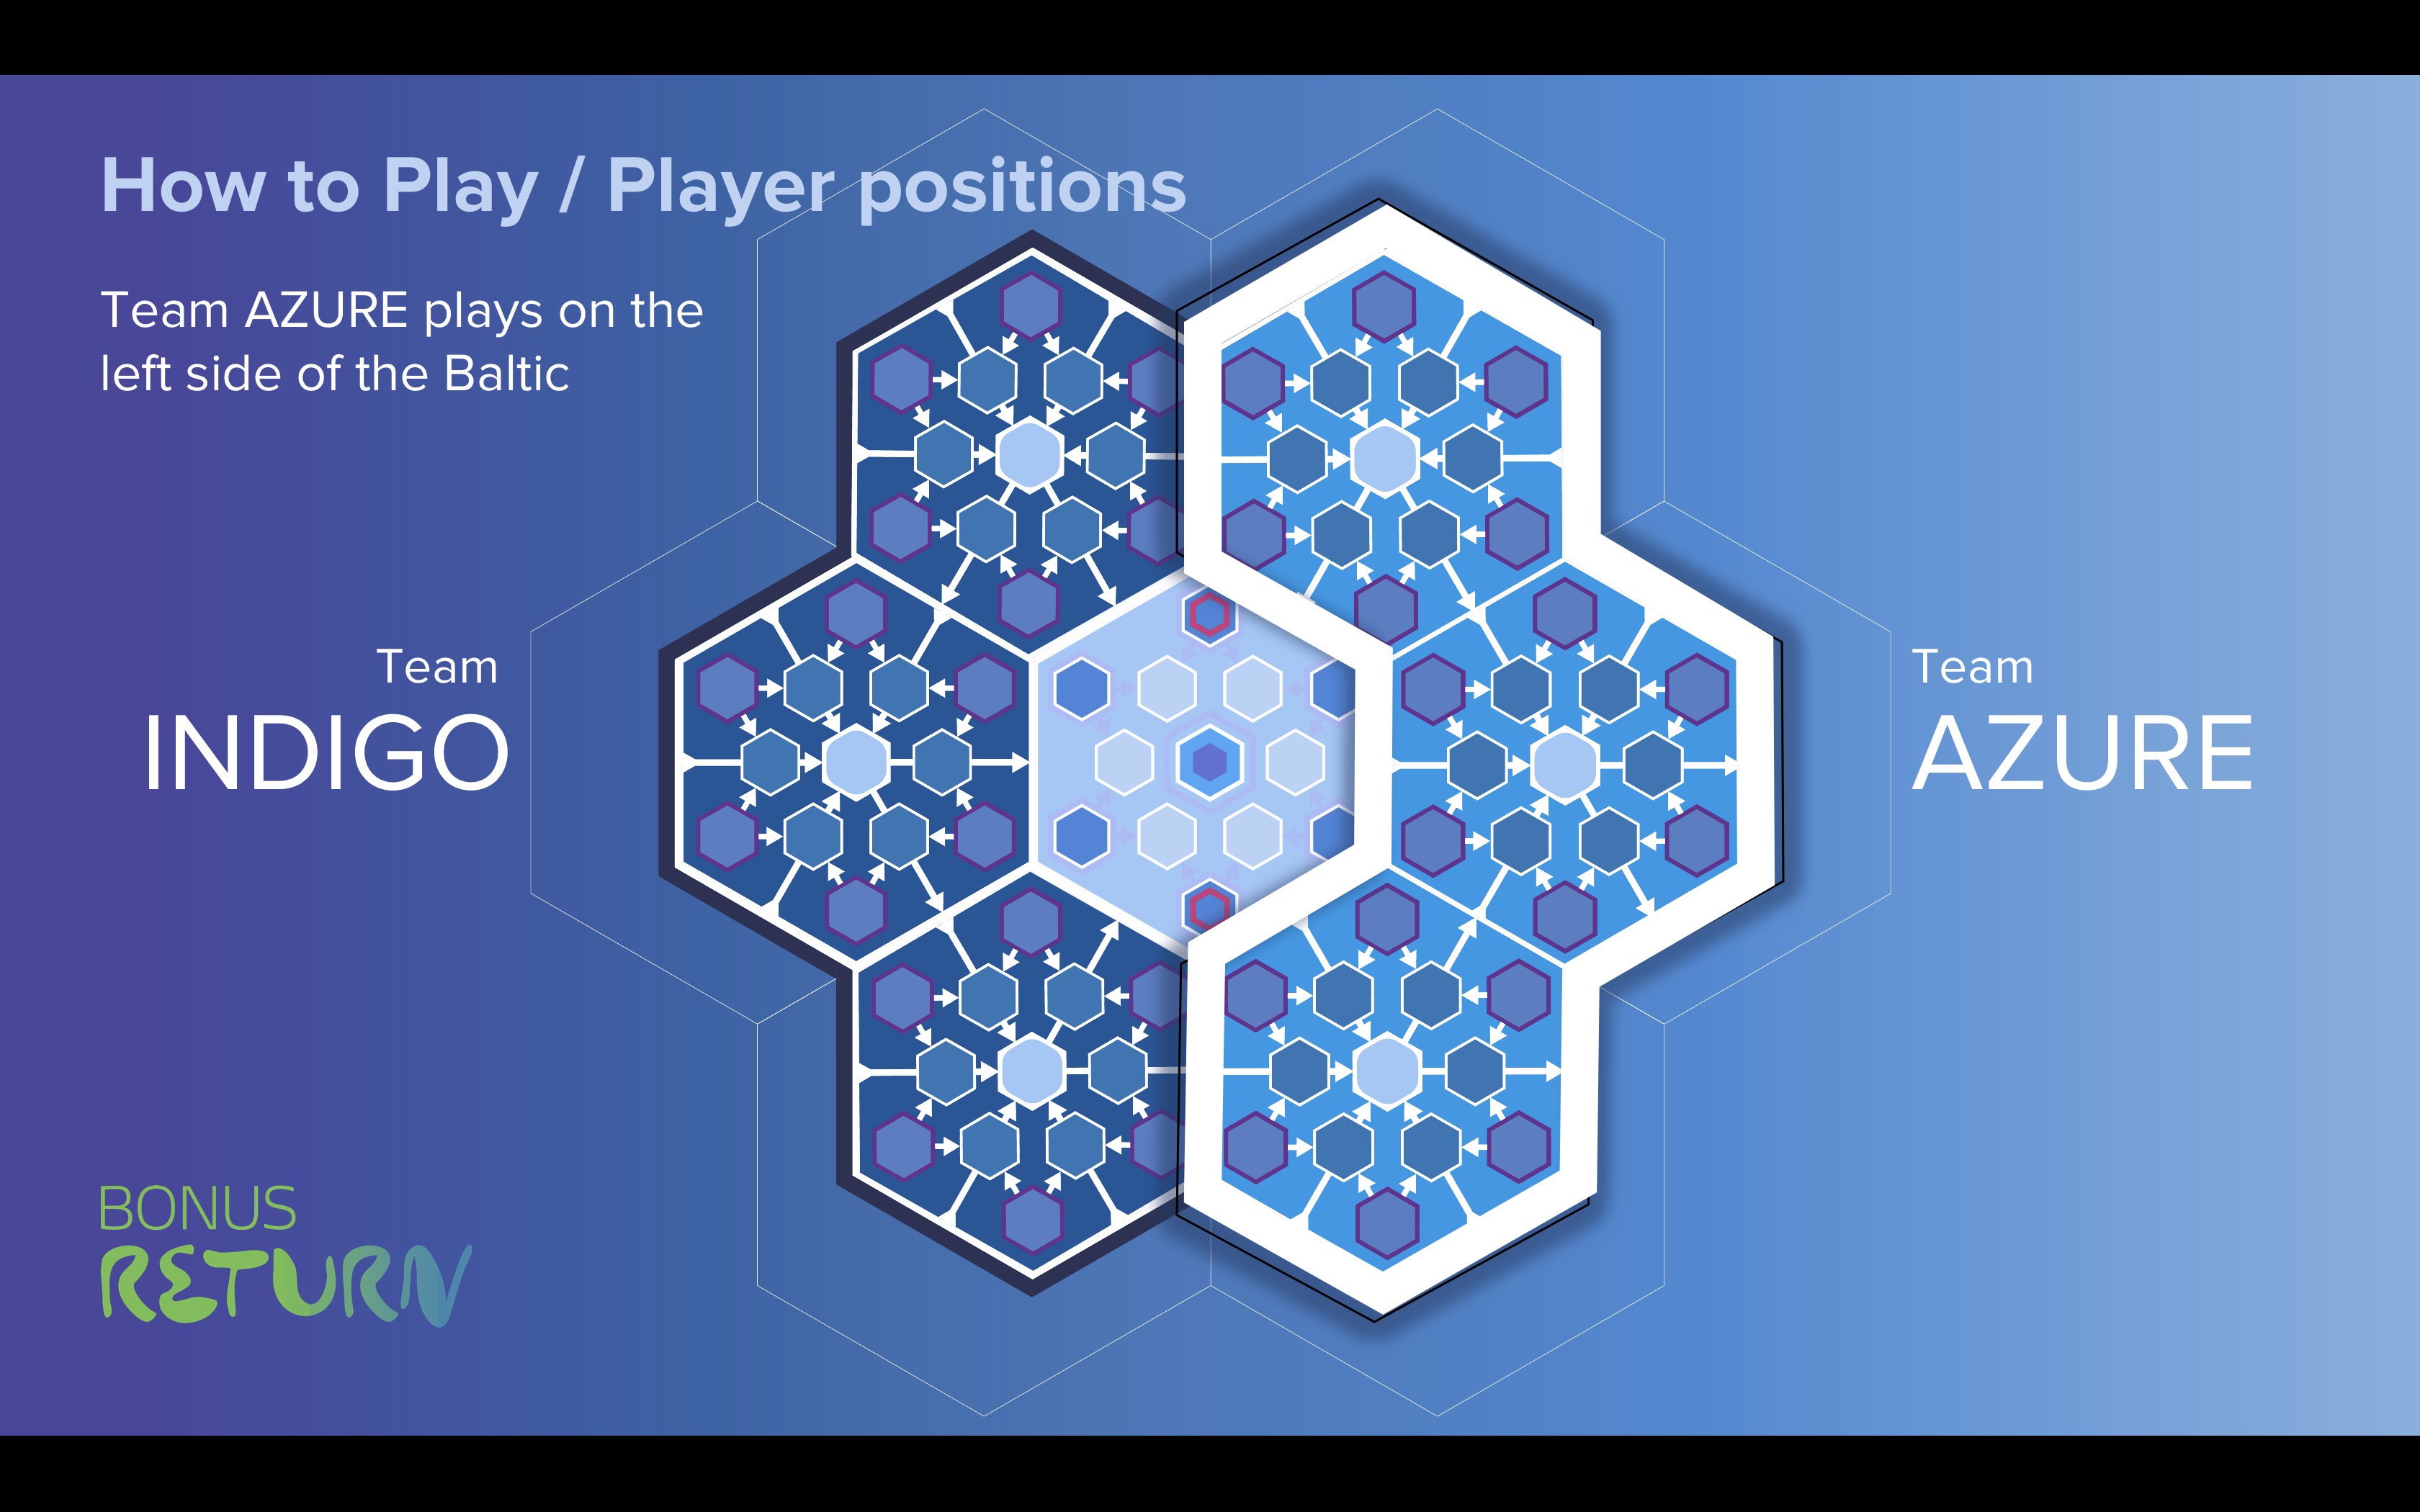 How to Play / Player positions
Team AZURE plays on the
left side of the Baltic
Team
INDIGO
Team
AZURE
BONUS
RETURN